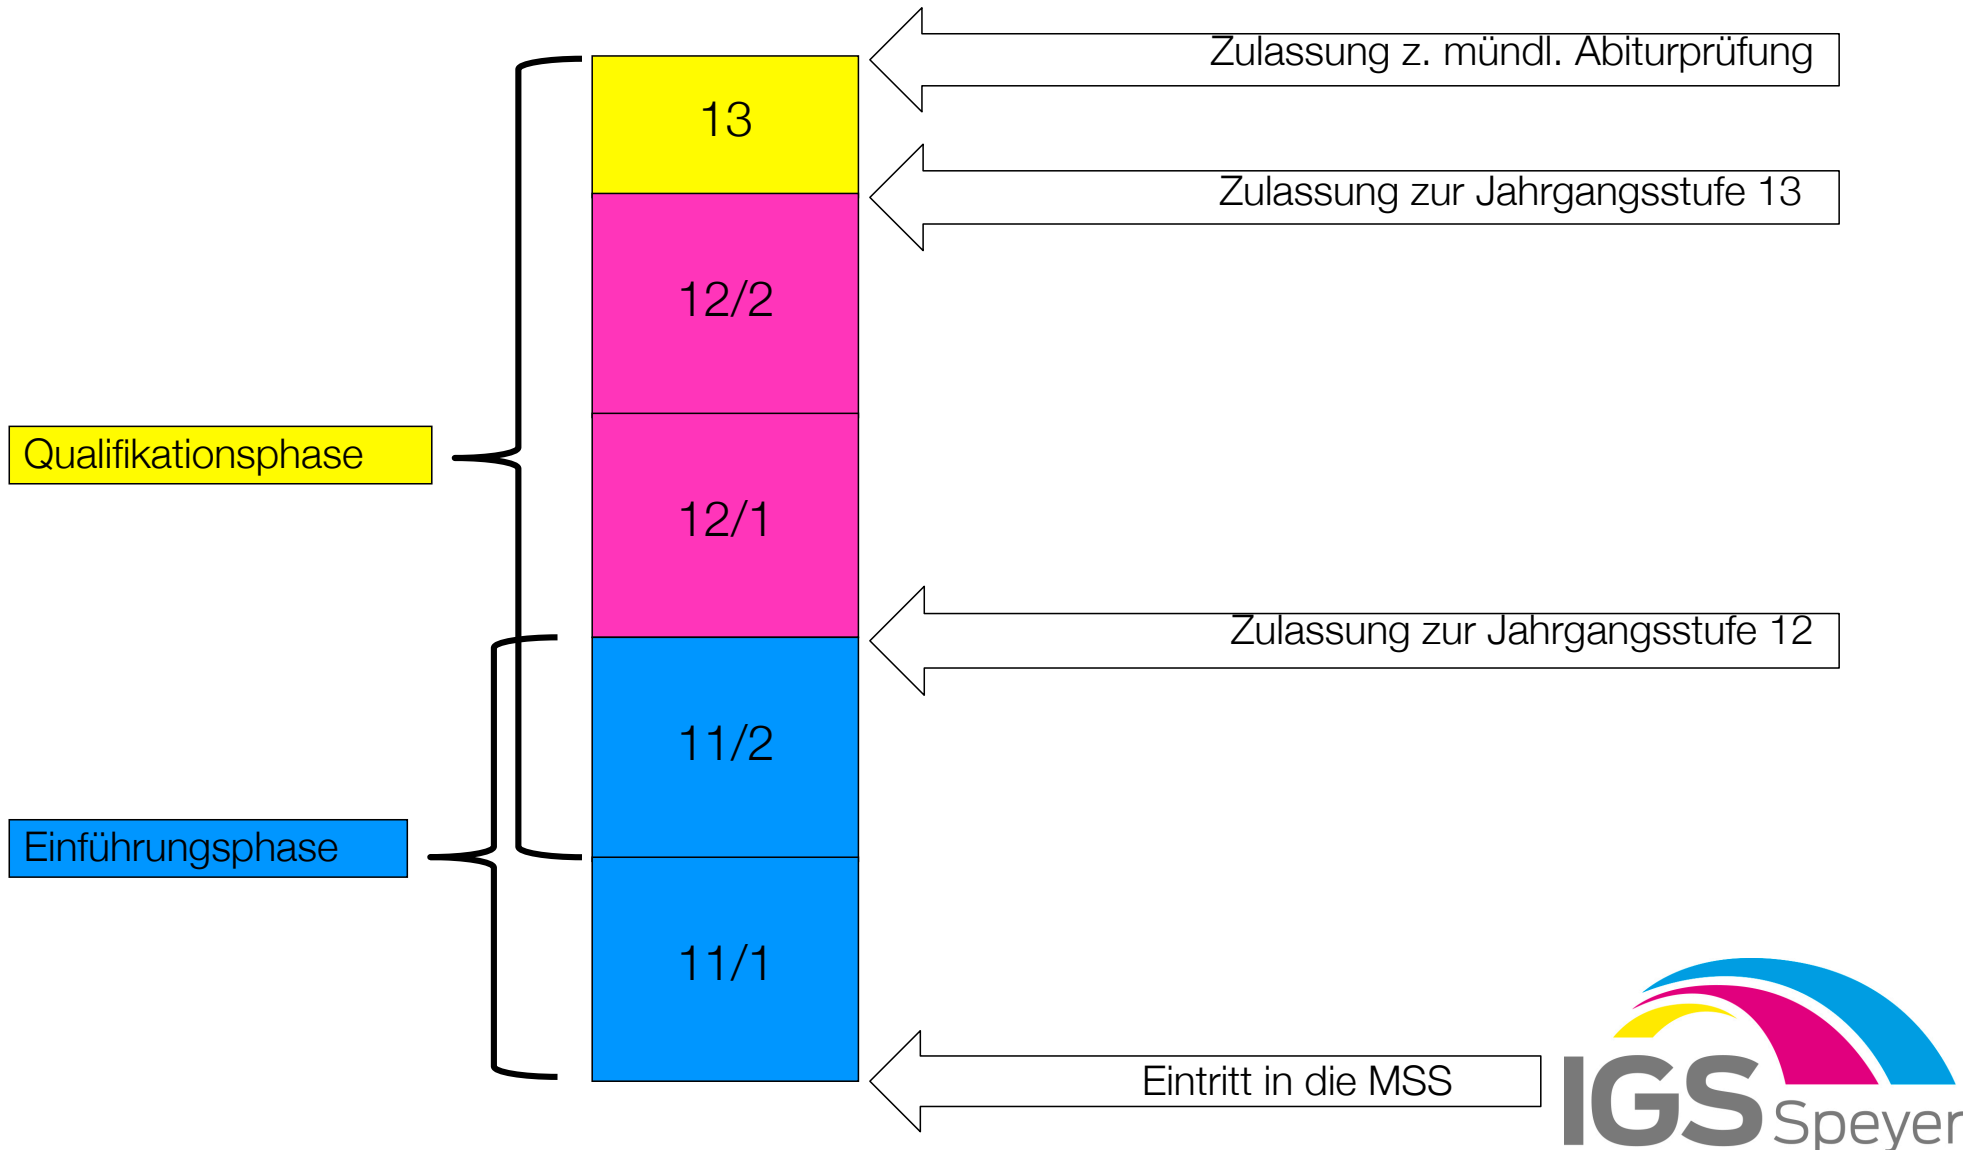 Zulassung z. mündl. Abiturprüfung
13
Zulassung zur Jahrgangsstufe 13
12/2
Qualifikationsphase
12/1
Zulassung zur Jahrgangsstufe 12
11/2
Einführungsphase
11/1
Eintritt in die MSS
IGS Speyer